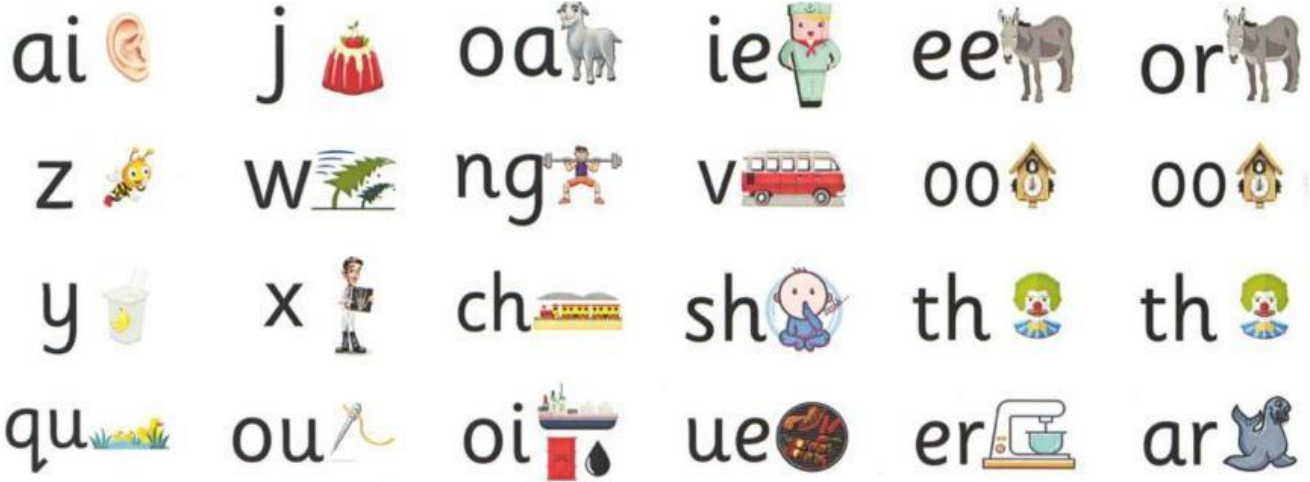 ai j oa ie ee or
z w ng v oo oo
y x ch sh th th
qu ou oi ue er ar